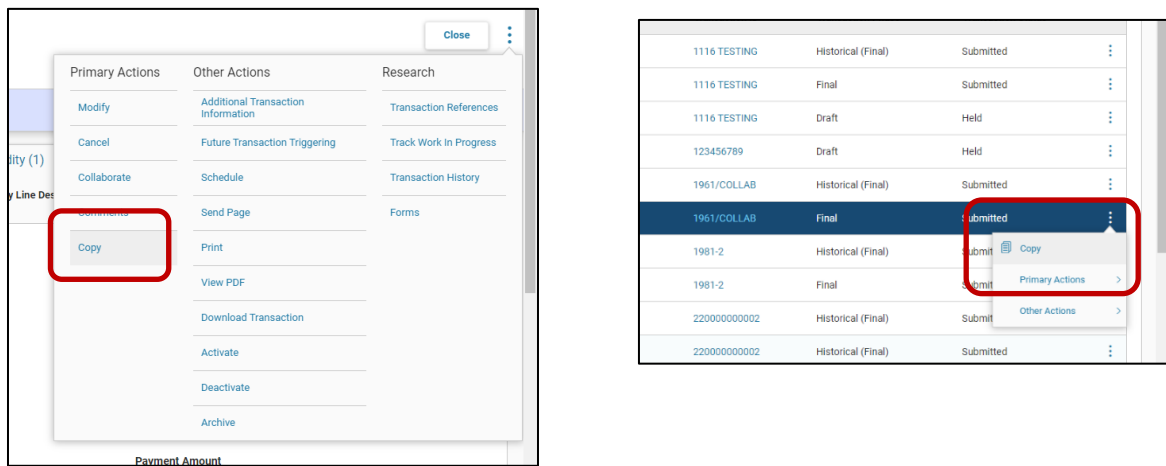 Close
Primary Actions Other Actions Research
Modify Additional Transaction Information Transaction References
Cancel Future Transaction Triggering Track Work In Progress
dity (1)
Collaborate Schedule Transaction History
y Line Des
Comments Send Page Forms
Copy Print
View PDF
Download Transaction
Activate
Deactivate
Archive
Payment Amount
1116 TESTING Historical (Final) Submitted
1116 TESTING Final Submitted
1116 TESTING Draft Held
123456789 Draft Held
1961/COLLAB Historical (Final) Submitted
1961/COLLAB Final Submitted
1981-2 Historical (Final) Submit Copy
1981-2 Final Submit Primary Actions >
220000000002 Historical (Final) Submit Other Actions >
220000000002 Historical (Final) Submitted